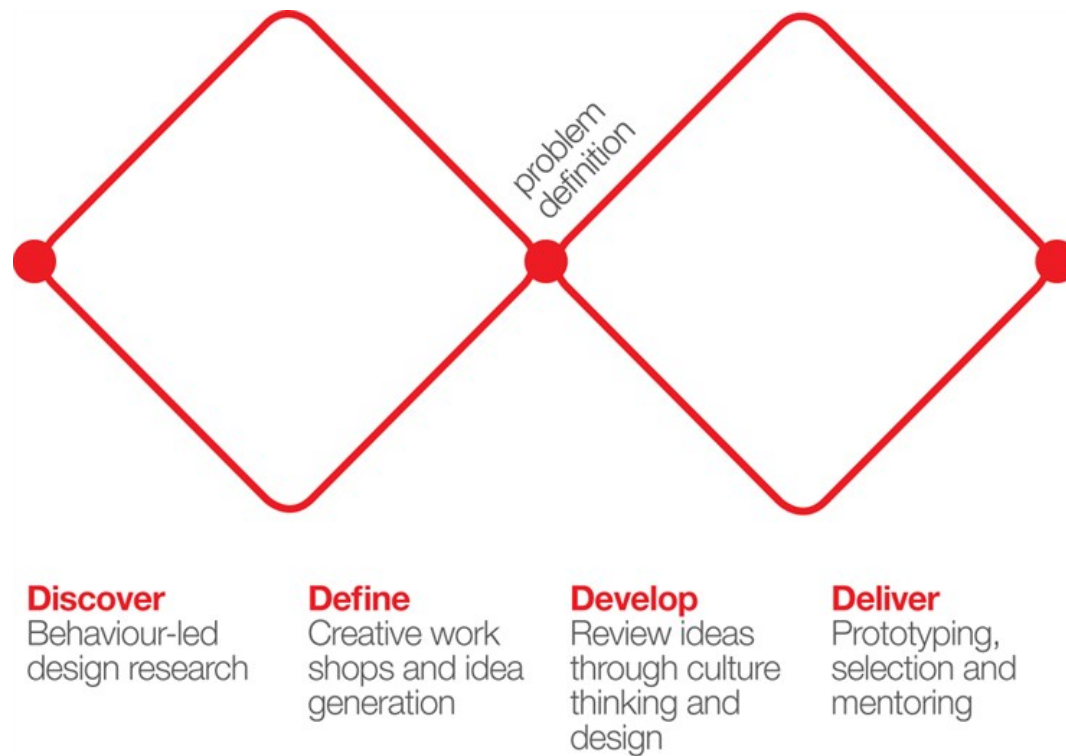 problem
definition
Discover
Behaviour-led
design research
Define
Creative work
shops and idea
generation
Develop
Review ideas
through culture
thinking and
design
Deliver
Prototyping,
selection and
mentoring